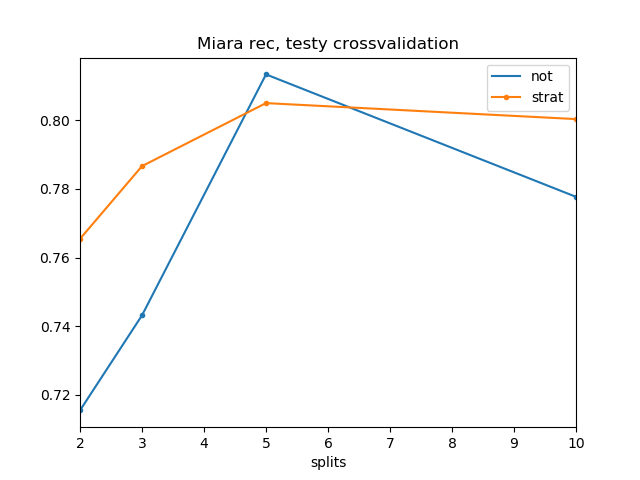 Miara rec, testy crossvalidation
not
strat
0.80
0.78
0.76
0.74
0.72
2 3 4 5 6 7 8 9 10
splits